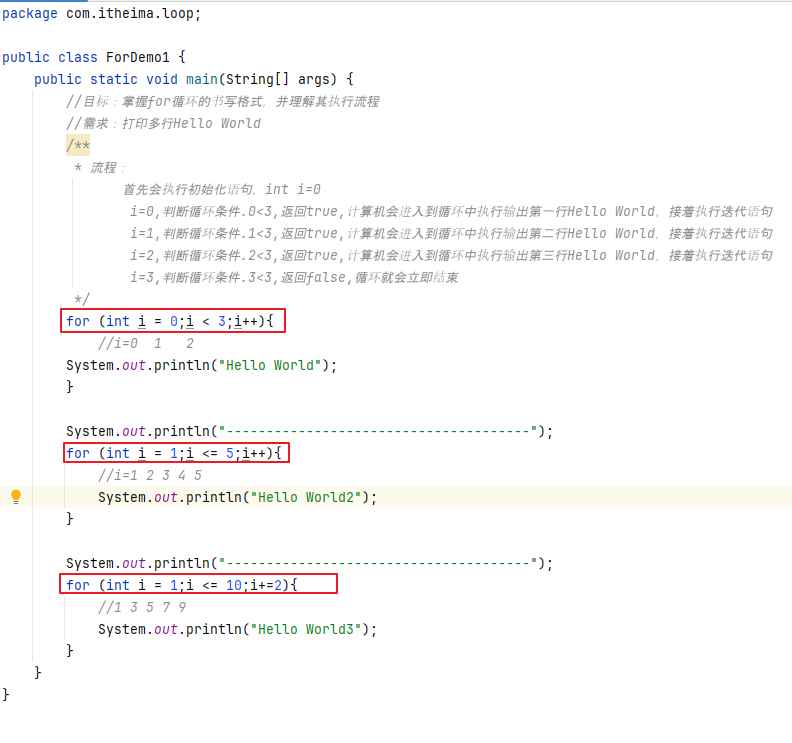 package com.itheima.loop;
public class ForDemo1 {
public static void main(String[] args) {
//目标：掌握for循环的书写格式，并理解其执行流程
//需求：打印多行Hello World
/**
* 流程：
首先会执行初始化语句，int i=0
i=0,判断循环条件.0<3,返回true,计算机会进入到循环中执行输出第一行Hello World，接着执行迭代语句
i=1,判断循环条件.1<3,返回true,计算机会进入到循环中执行输出第二行Hello World，接着执行迭代语句
i=2,判断循环条件.2<3,返回true,计算机会进入到循环中执行输出第三行Hello World，接着执行迭代语句
i=3,判断循环条件.3<3,返回false,循环就会立即结束
*/
for (int i = 0;i < 3;i++){
//i=0 1 2
System.out.println("Hello World");
}
System.out.println("--------------------------------------");
for (int i = 1;i <= 5;i++){
//i=1 2 3 4 5
System.out.println("Hello World2");
}
System.out.println("--------------------------------------");
for (int i = 1;i <= 10;i+=2){
//1 3 5 7 9
System.out.println("Hello World3");
}
}
}